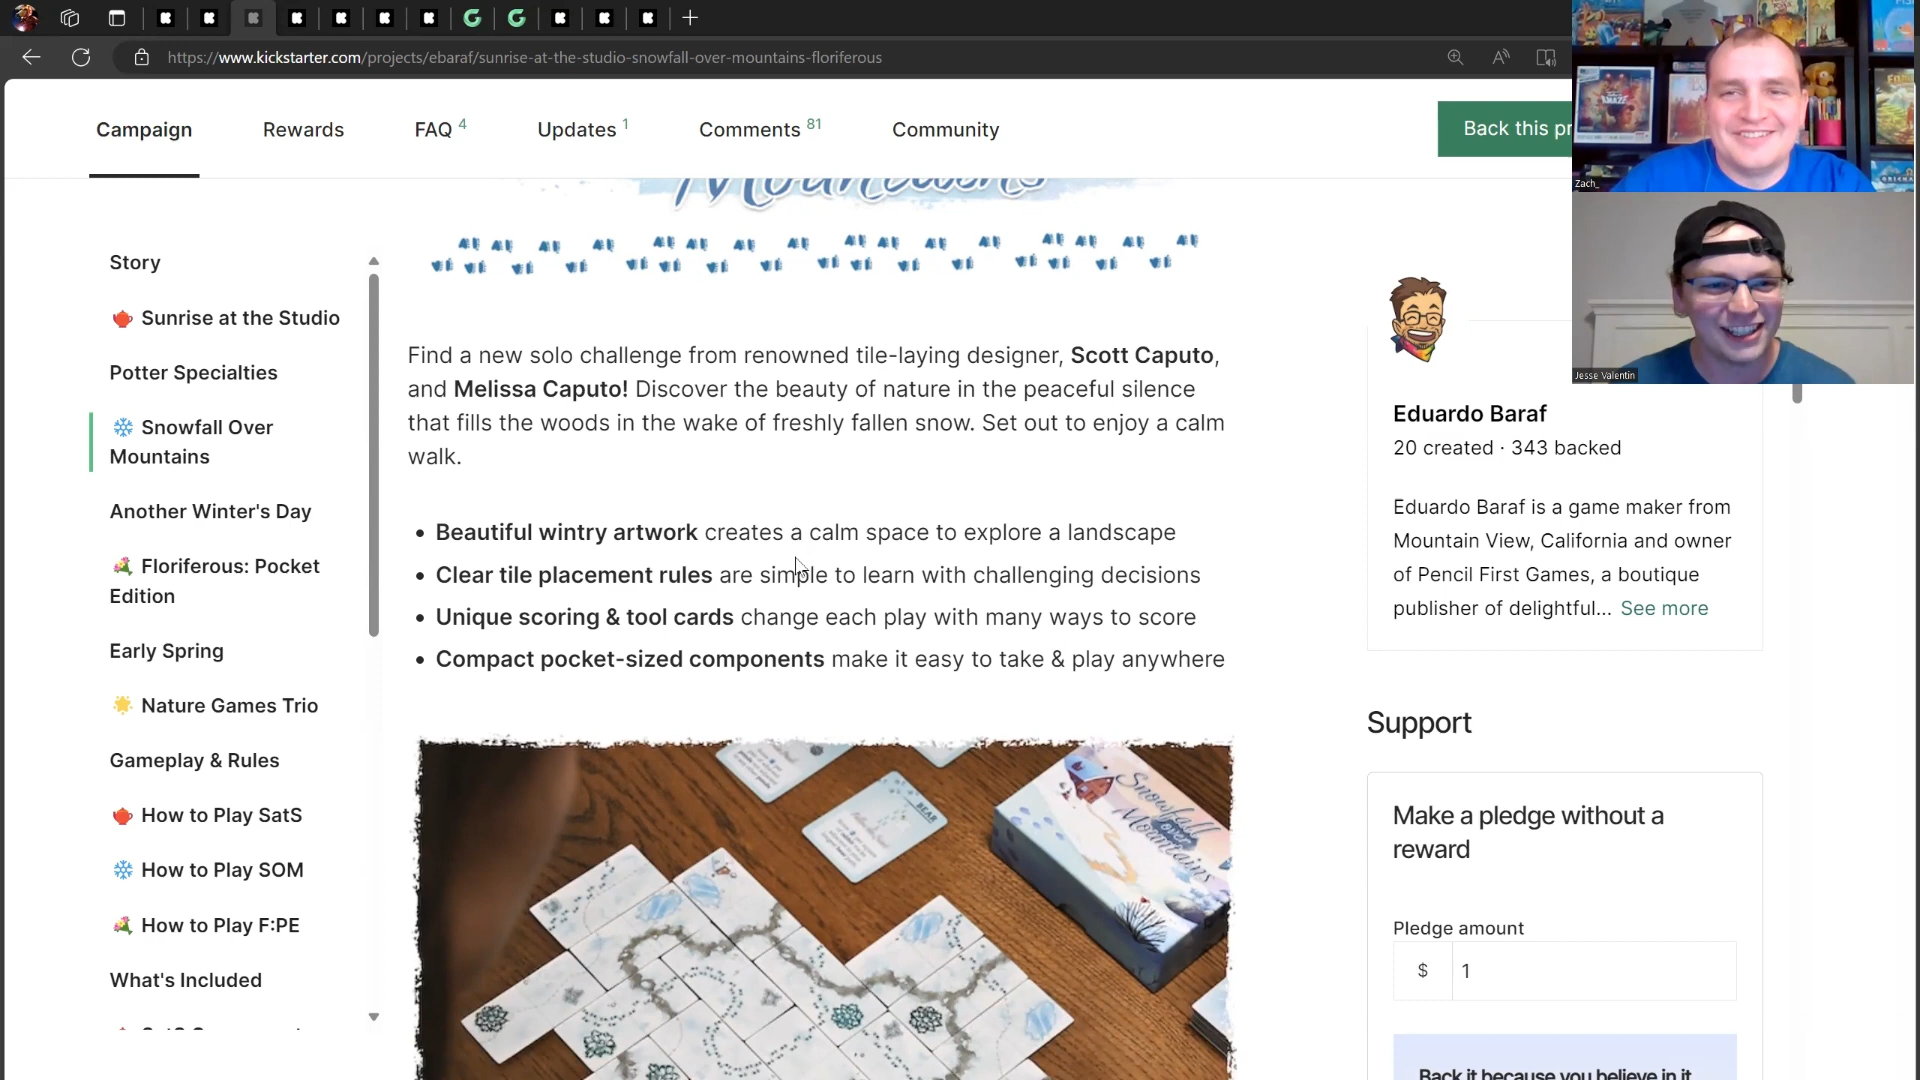 https://www.kickstarter.com/projects/ebaraf/sunrise-at-the-studio-snowfall-over-mountains-floriferous
Campaign
Rewards
FAQ 4
Updates 1
Comments 81
Community
Back this pr
Mountains
Story
Sunrise at the Studio
Potter Specialties
Snowfall Over
Mountains
Another Winter's Day
Floriferous: Pocket
Edition
Early Spring
Nature Games Trio
Gameplay & Rules
How to Play SatS
How to Play SOM
How to Play F:PE
What's Included
Find a new solo challenge from renowned tile-laying designer, Scott Caputo,
and Melissa Caputo! Discover the beauty of nature in the peaceful silence
that fills the woods in the wake of freshly fallen snow. Set out to enjoy a calm
walk.
• Beautiful wintry artwork creates a calm space to explore a landscape
• Clear tile placement rules are simple to learn with challenging decisions
• Unique scoring & tool cards change each play with many ways to score
• Compact pocket-sized components make it easy to take & play anywhere
BEAR
Snowfall
over
Mountains
Zach_
Jesse Valentin
Eduardo Baraf
20 created · 343 backed
Eduardo Baraf is a game maker from
Mountain View, California and owner
of Pencil First Games, a boutique
publisher of delightful... See more
Support
Make a pledge without a
reward
Pledge amount
$ 1
Back it because you believe in it.